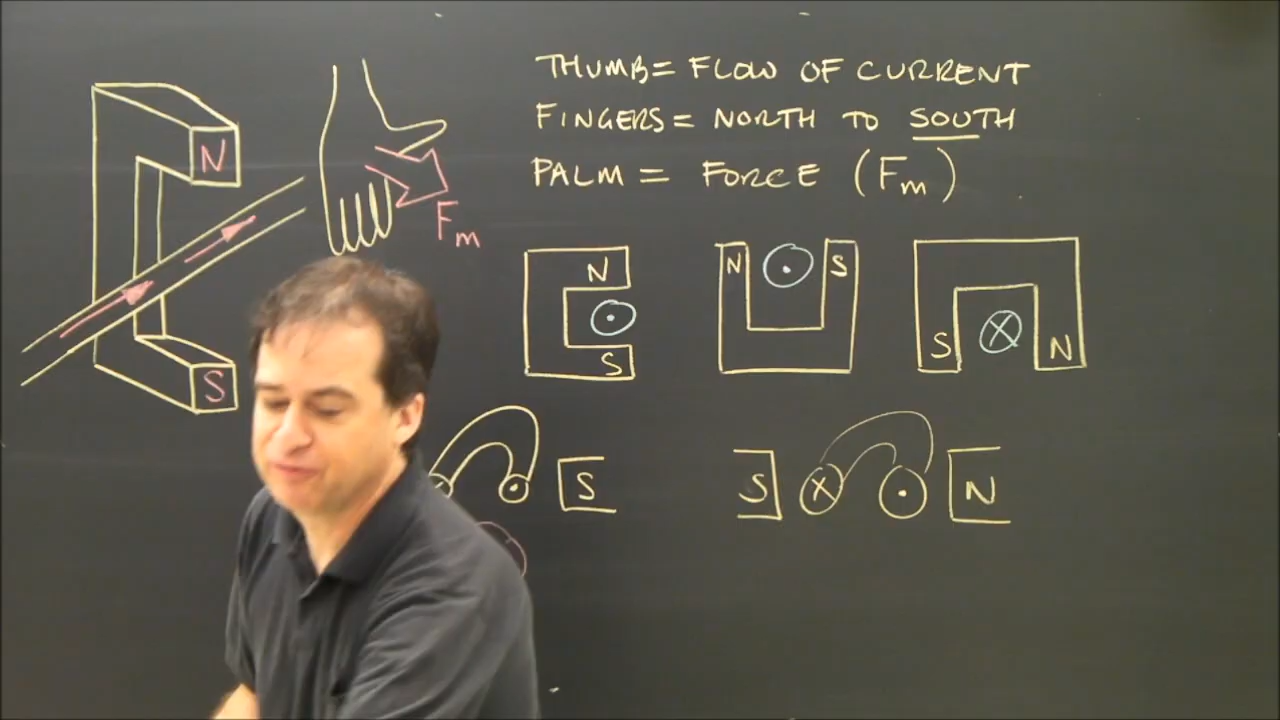 THUMB = FLOW OF CURRENT
FINGERS = NORTH TO SOUTH
PALM = FORCE (Fm)
N
S
Fm
N
S
N S
S N
S
S N